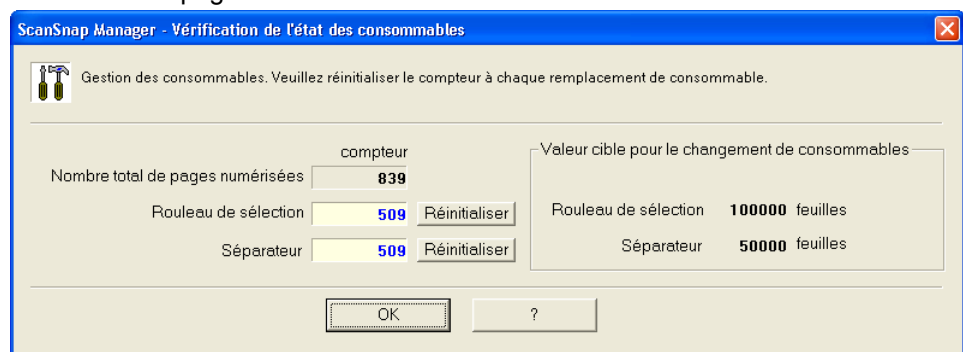 ScanSnap Manager - Vérification de l'état des consommables
Gestion des consommables. Veuillez réinitialiser le compteur à chaque remplacement de consommable.
compteur
Nombre total de pages numérisées 839
Rouleau de sélection 509 Réinitialiser
Séparateur 509 Réinitialiser
Valeur cible pour le changement de consommables
Rouleau de sélection 100000 feuilles
Séparateur 50000 feuilles
OK ?